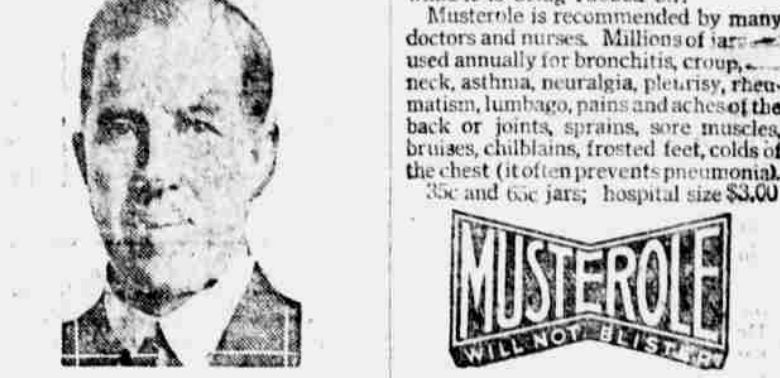 Musterole is recommended by many
doctors and nurses. Millions of jars
used annually for bronchitis, croup,
neck, asthma, neuralgia, pleurisy, rheu-
matism, lumbago, pains and aches of the
back or joints, sprains, sore muscles,
bruises, chilblains, frosted feet, colds of
the chest (it often prevents pneumonia).
35c and 65c jars; hospital size $3.00
MUSTEROLE
WILL NOT BLISTER